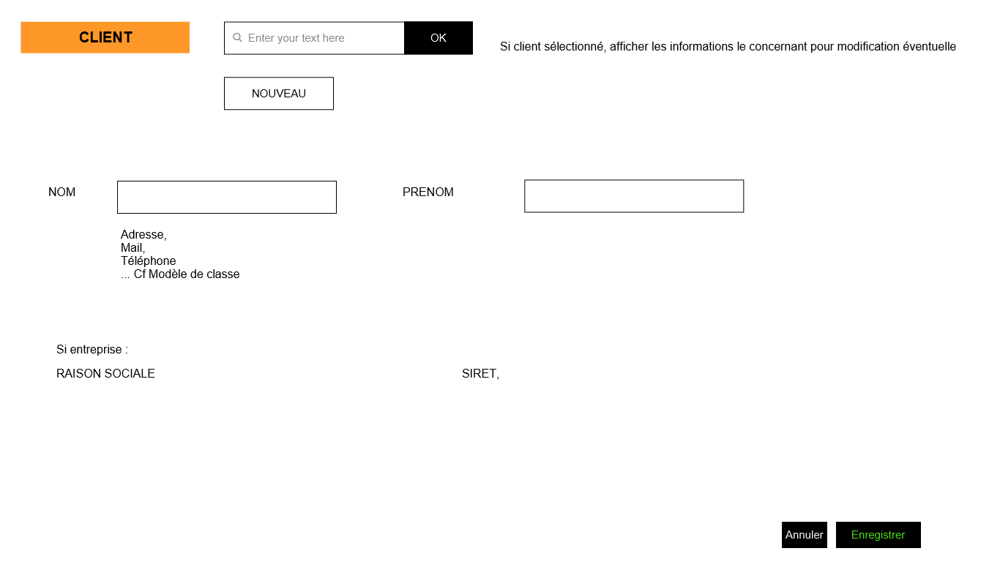 CLIENT
Enter your text here
OK
Si client sélectionné, afficher les informations le concernant pour modification éventuelle
NOUVEAU
NOM
PRENOM
Adresse,
Mail,
Téléphone
... Cf Modèle de classe
Si entreprise :
RAISON SOCIALE
SIRET,
Annuler
Enregistrer